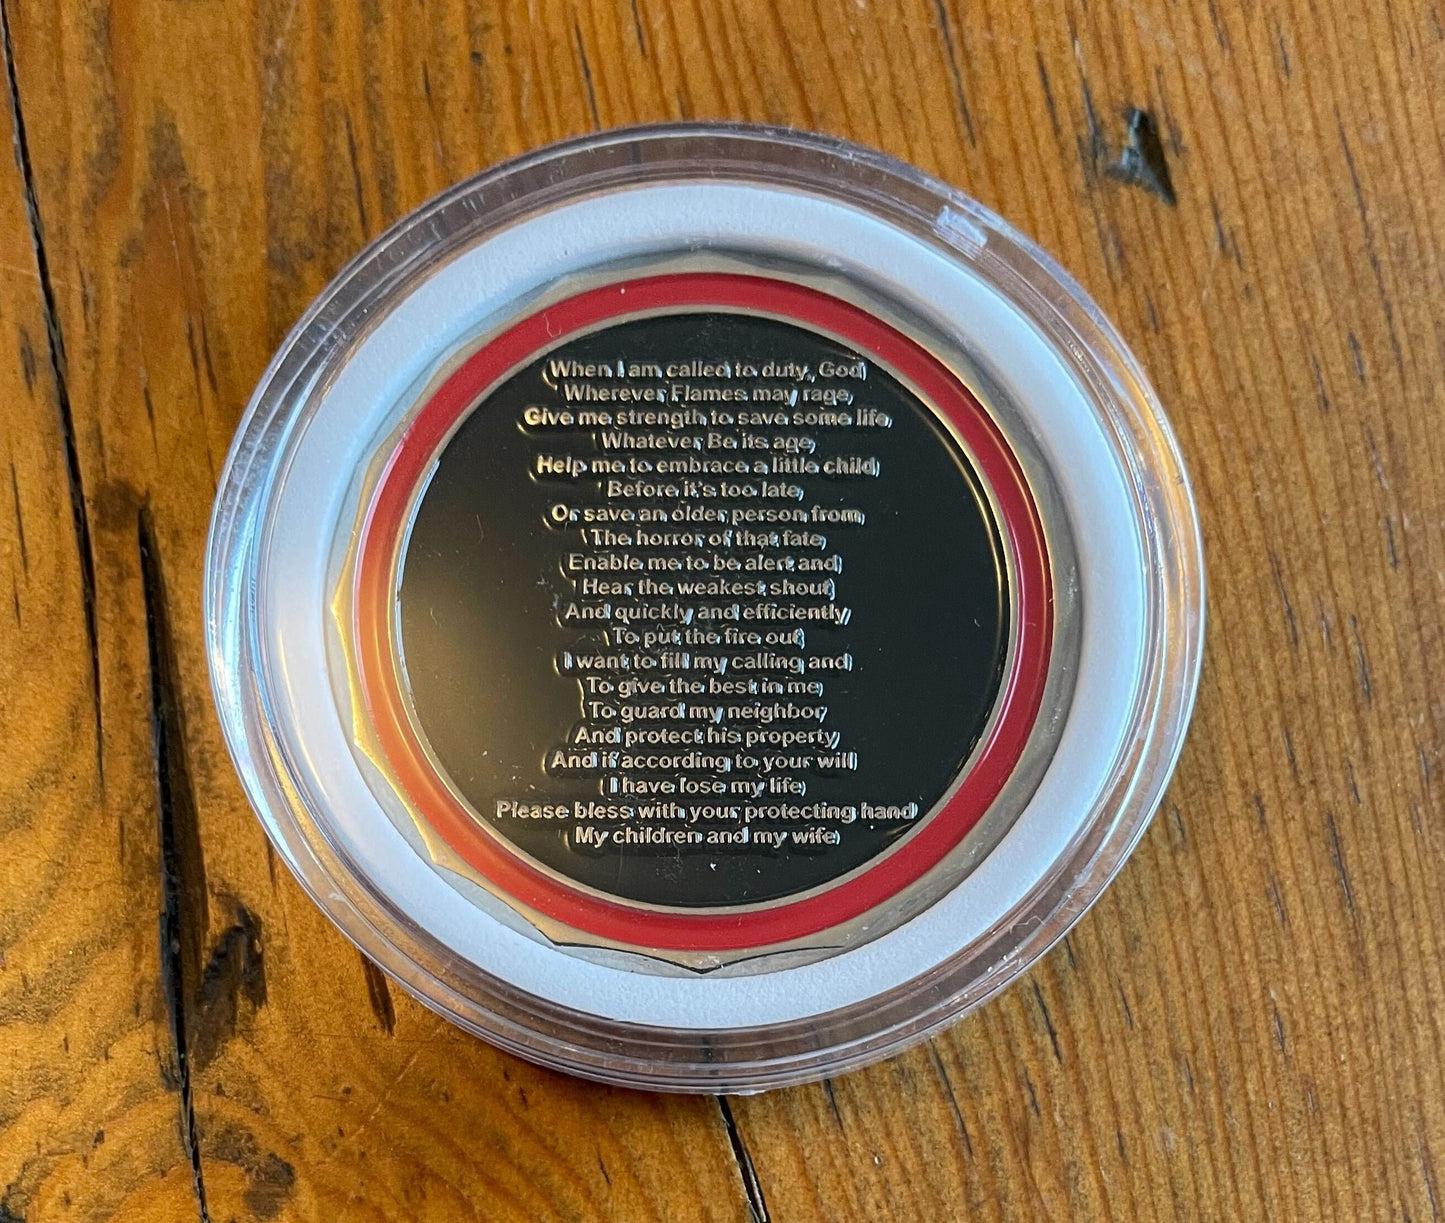 When I am called to duty, God
Wherever Flames may rage,
Give me strength to save some life,
Whatever Be its age,
Help me to embrace a little child
Before it's too late,
Or save an older person from,
The horror of that fate,
Enable me to be alert and,
Hear the weakest shout,
And quickly and efficiently
To put the fire out,
I want to fill my calling and
To give the best in me,
To guard my neighbor
And protect his property,
And if according to your will
I have lose my life,
Please bless with your protecting hand
My children and my wife,